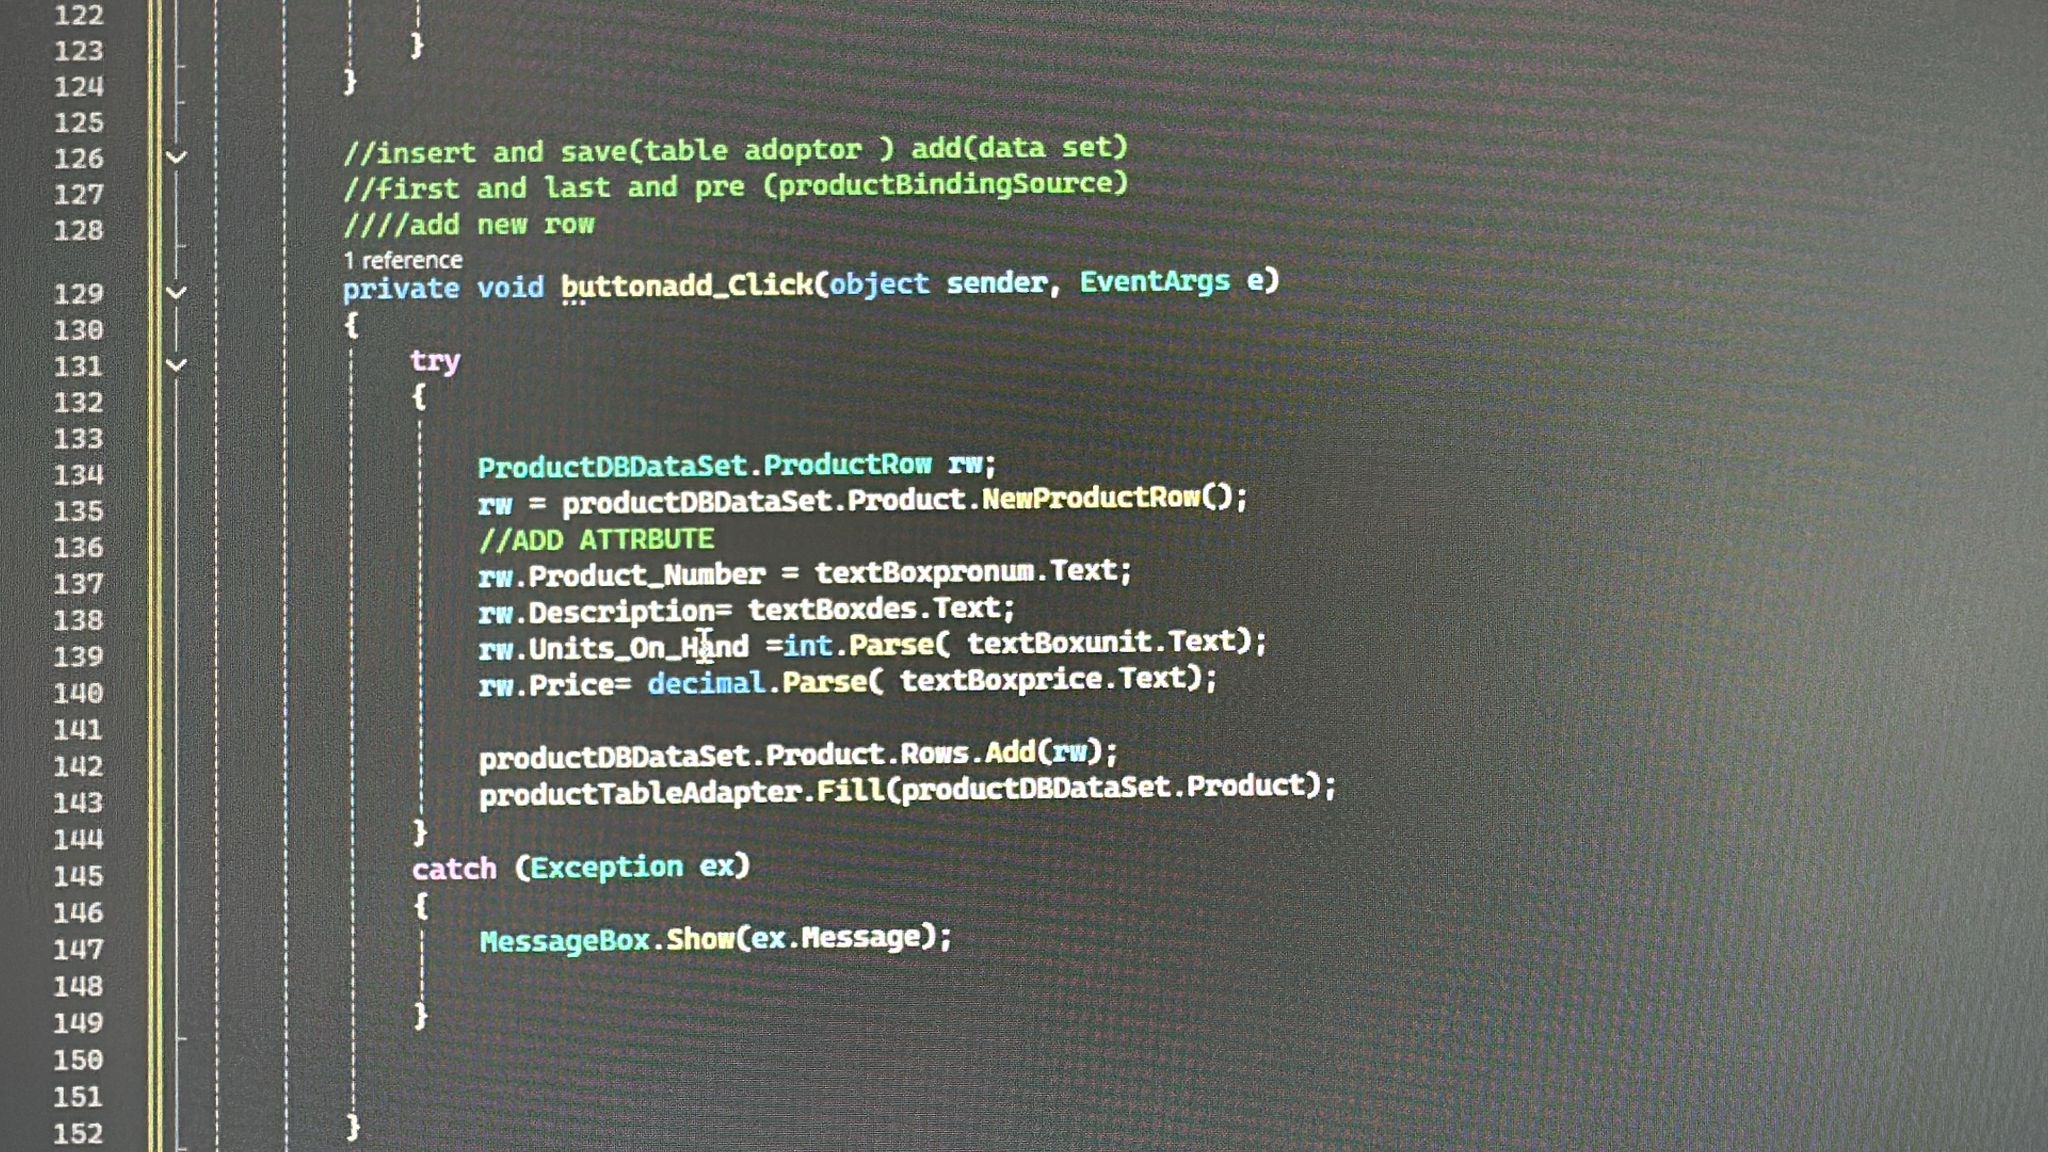 122
123 }
124 }
125
126 //insert and save(table adoptor ) add(data set)
127 //first and last and pre (productBindingSource)
128 ////add new row
1 reference
129 private void buttonadd_Click(object sender, EventArgs e)
130 {
131 try
132 {
133
134 ProductDBDataSet.ProductRow rw;
135 rw = productDBDataSet.Product.NewProductRow();
136 //ADD ATTRBUTE
137 rw.Product_Number = textBoxpronum.Text;
138 rw.Description= textBoxdes.Text;
139 rw.Units_On_Hand =int.Parse( textBoxunit.Text);
140 rw.Price= decimal.Parse( textBoxprice.Text);
141
142 productDBDataSet.Product.Rows.Add(rw);
143 productTableAdapter.Fill(productDBDataSet.Product);
144 }
145 catch (Exception ex)
146 {
147 MessageBox.Show(ex.Message);
148
149 }
150
151
152 }